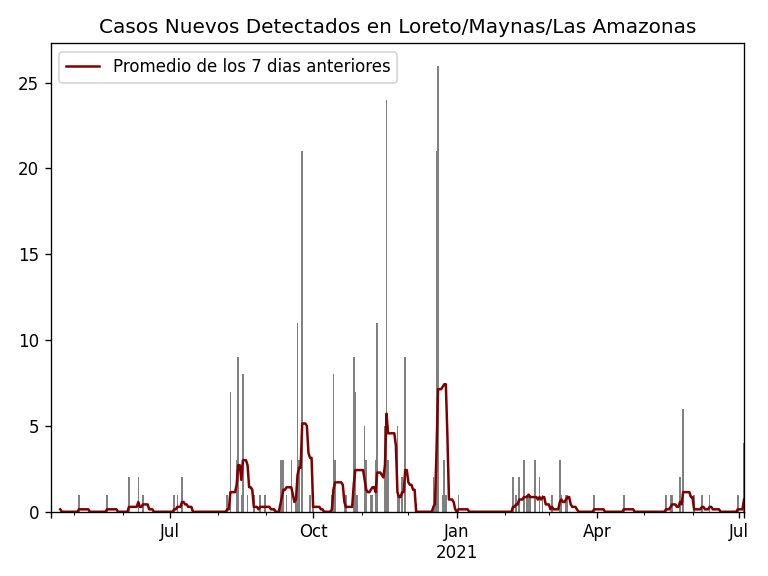 Casos Nuevos Detectados en Loreto/Maynas/Las Amazonas
Promedio de los 7 dias anteriores
25
20
15
10
5
0
Jul
Oct
Jan
2021
Apr
Jul